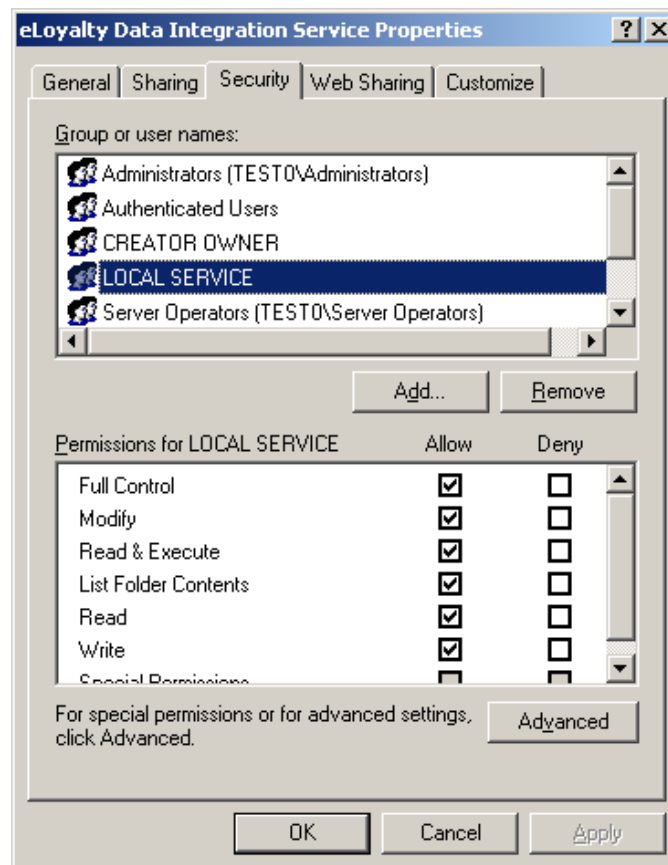 eLoyalty Data Integration Service Properties
General Sharing Security Web Sharing Customize
Group or user names:
Administrators (TEST0\Administrators)
Authenticated Users
CREATOR OWNER
LOCAL SERVICE
Server Operators (TEST0\Server Operators)
Add... Remove
Permissions for LOCAL SERVICE Allow Deny
Full Control
Modify
Read & Execute
List Folder Contents
Read
Write
Special Permissions
For special permissions or for advanced settings, click Advanced. Advanced
OK Cancel Apply